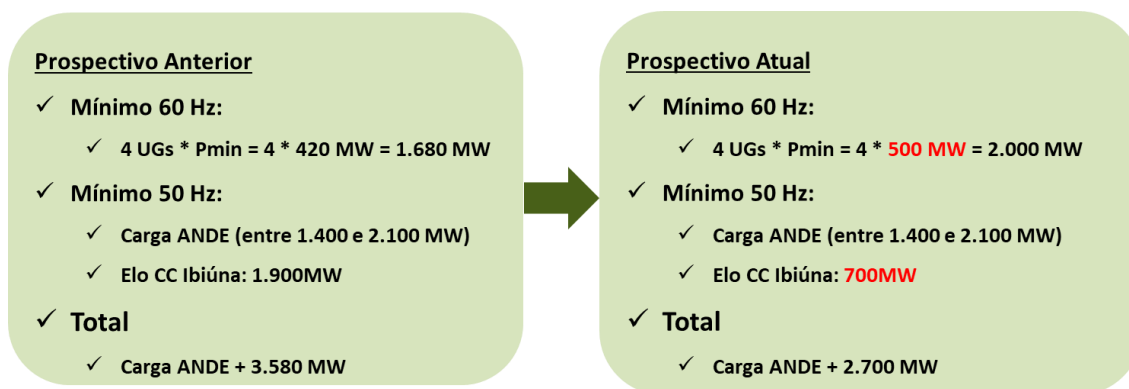 Prospectivo Anterior
✓ Mínimo 60 Hz:
✓ 4 UGs * Pmin = 4 * 420 MW = 1.680 MW
✓ Mínimo 50 Hz:
✓ Carga ANDE (entre 1.400 e 2.100 MW)
✓ Elo CC Ibiúna: 1.900MW
✓ Total
✓ Carga ANDE + 3.580 MW
Prospectivo Atual
✓ Mínimo 60 Hz:
✓ 4 UGs * Pmin = 4 * 500 MW = 2.000 MW
✓ Mínimo 50 Hz:
✓ Carga ANDE (entre 1.400 e 2.100 MW)
✓ Elo CC Ibiúna: 700MW
✓ Total
✓ Carga ANDE + 2.700 MW